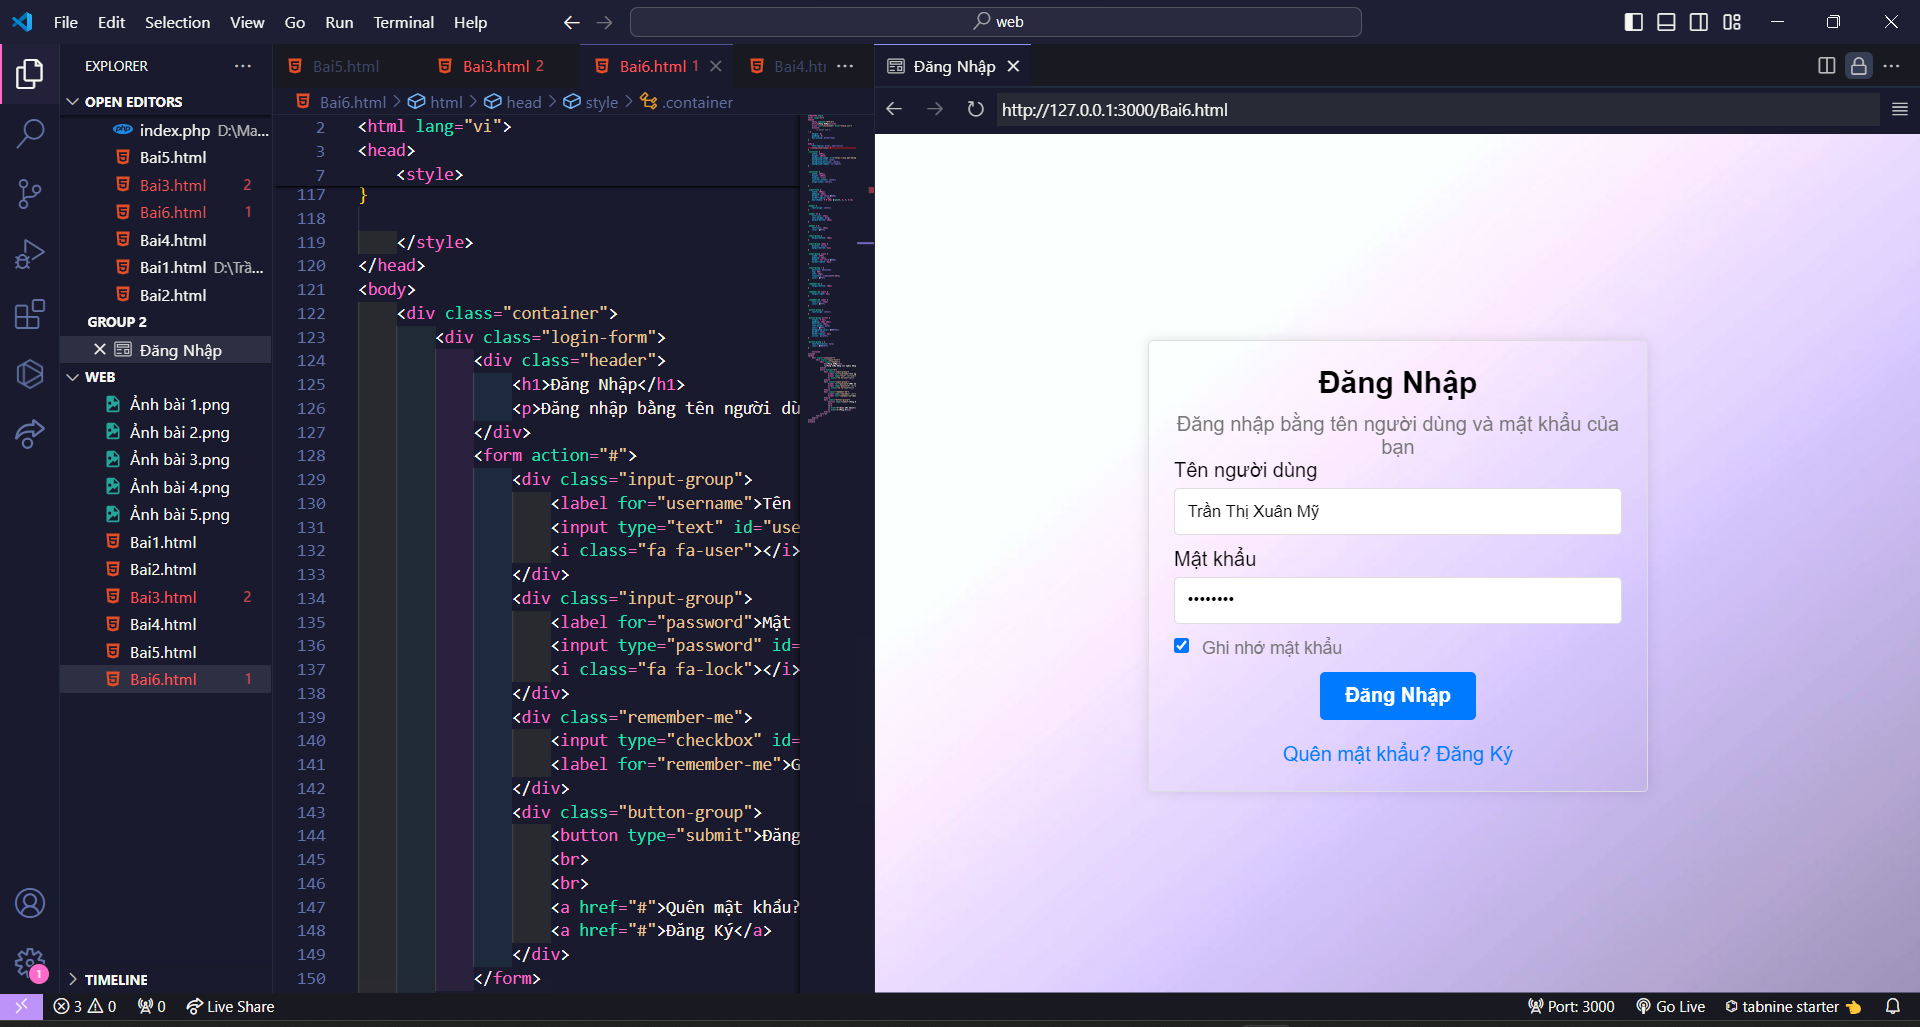 File Edit Selection View Go Run Terminal Help
web
EXPLORER
OPEN EDITORS
index.php D:\Ma...
Bai5.html
Bai3.html 2
Bai6.html 1
Bai4.html
Bai1.html D:\Trầ...
Bai2.html
GROUP 2
Đăng Nhập
WEB
Ảnh bài 1.png
Ảnh bài 2.png
Ảnh bài 3.png
Ảnh bài 4.png
Ảnh bài 5.png
Bai1.html
Bai2.html
Bai3.html 2
Bai4.html
Bai5.html
Bai6.html 1
TIMELINE
Bai5.html Bai3.html 2 Bai6.html 1 Bai4.ht
Bai6.html > html > head > style > .container
2 <html lang="vi">
3 <head>
7 <style>
117 }
118
119 </style>
120 </head>
121 <body>
122 <div class="container">
123 <div class="login-form">
124 <div class="header">
125 <h1>Đăng Nhập</h1>
126 <p>Đăng nhập bằng tên người dù
127 </div>
128 <form action="#">
129 <div class="input-group">
130 <label for="username">Tên
131 <input type="text" id="use
132 <i class="fa fa-user"></i>
133 </div>
134 <div class="input-group">
135 <label for="password">Mật
136 <input type="password" id=
137 <i class="fa fa-lock"></i>
138 </div>
139 <div class="remember-me">
140 <input type="checkbox" id=
141 <label for="remember-me">G
142 </div>
143 <div class="button-group">
144 <button type="submit">Đăng
145 <br>
146 <br>
147 <a href="#">Quên mật khẩu?
148 <a href="#">Đăng Ký</a>
149 </div>
150 </form>
Đăng Nhập
http://127.0.0.1:3000/Bai6.html
Đăng Nhập
Đăng nhập bằng tên người dùng và mật khẩu của
bạn
Tên người dùng
Trần Thị Xuân Mỹ
Mật khẩu
••••••••
Ghi nhớ mật khẩu
Đăng Nhập
Quên mật khẩu? Đăng Ký
1
3 0 0 Live Share
Port: 3000 Go Live tabnine starter